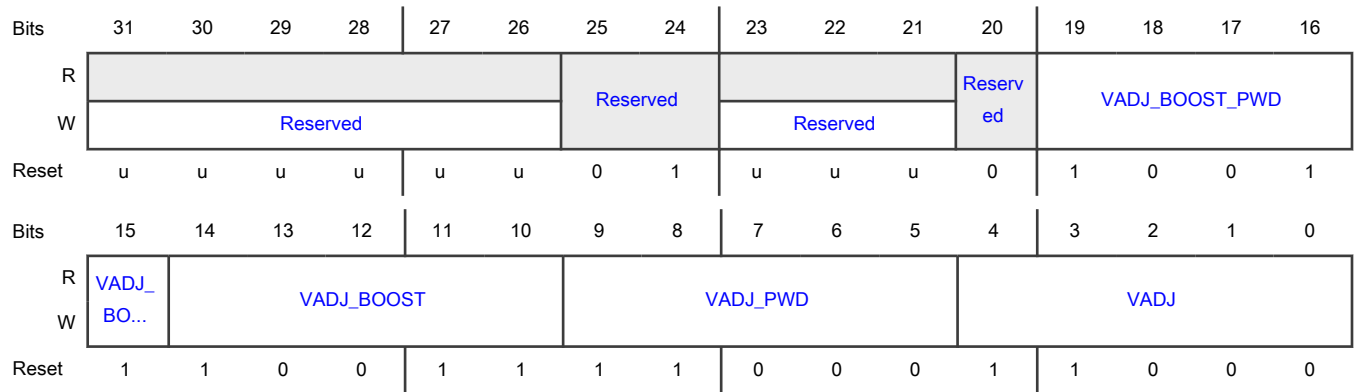 Bits 31 30 29 28 27 26 25 24 23 22 21 20 19 18 17 16
R
W Reserved Reserved Reserved Reserv
ed VADJ_BOOST_PWD
Reset u u u u u u 0 1 u u u 0 1 0 0 1
Bits 15 14 13 12 11 10 9 8 7 6 5 4 3 2 1 0
R VADJ_
W BO... VADJ_BOOST VADJ_PWD VADJ
Reset 1 1 0 0 1 1 1 1 0 0 0 1 1 0 0 0